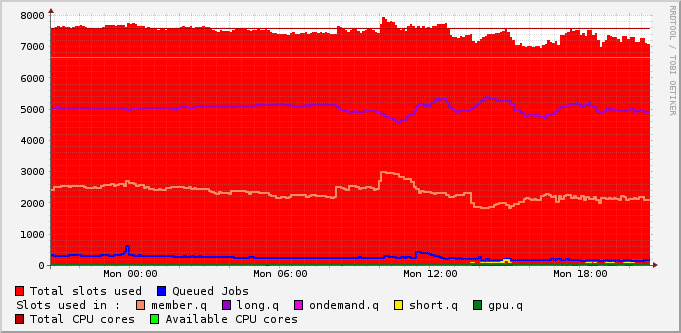 8000
7000
6000
5000
4000
3000
2000
1000
0
Mon 00:00 Mon 06:00 Mon 12:00 Mon 18:00
RRDTOOL / TOBI OETIKER
Total slots used Queued Jobs
Slots used in : member.q long.q ondemand.q short.q gpu.q
Total CPU cores Available CPU cores